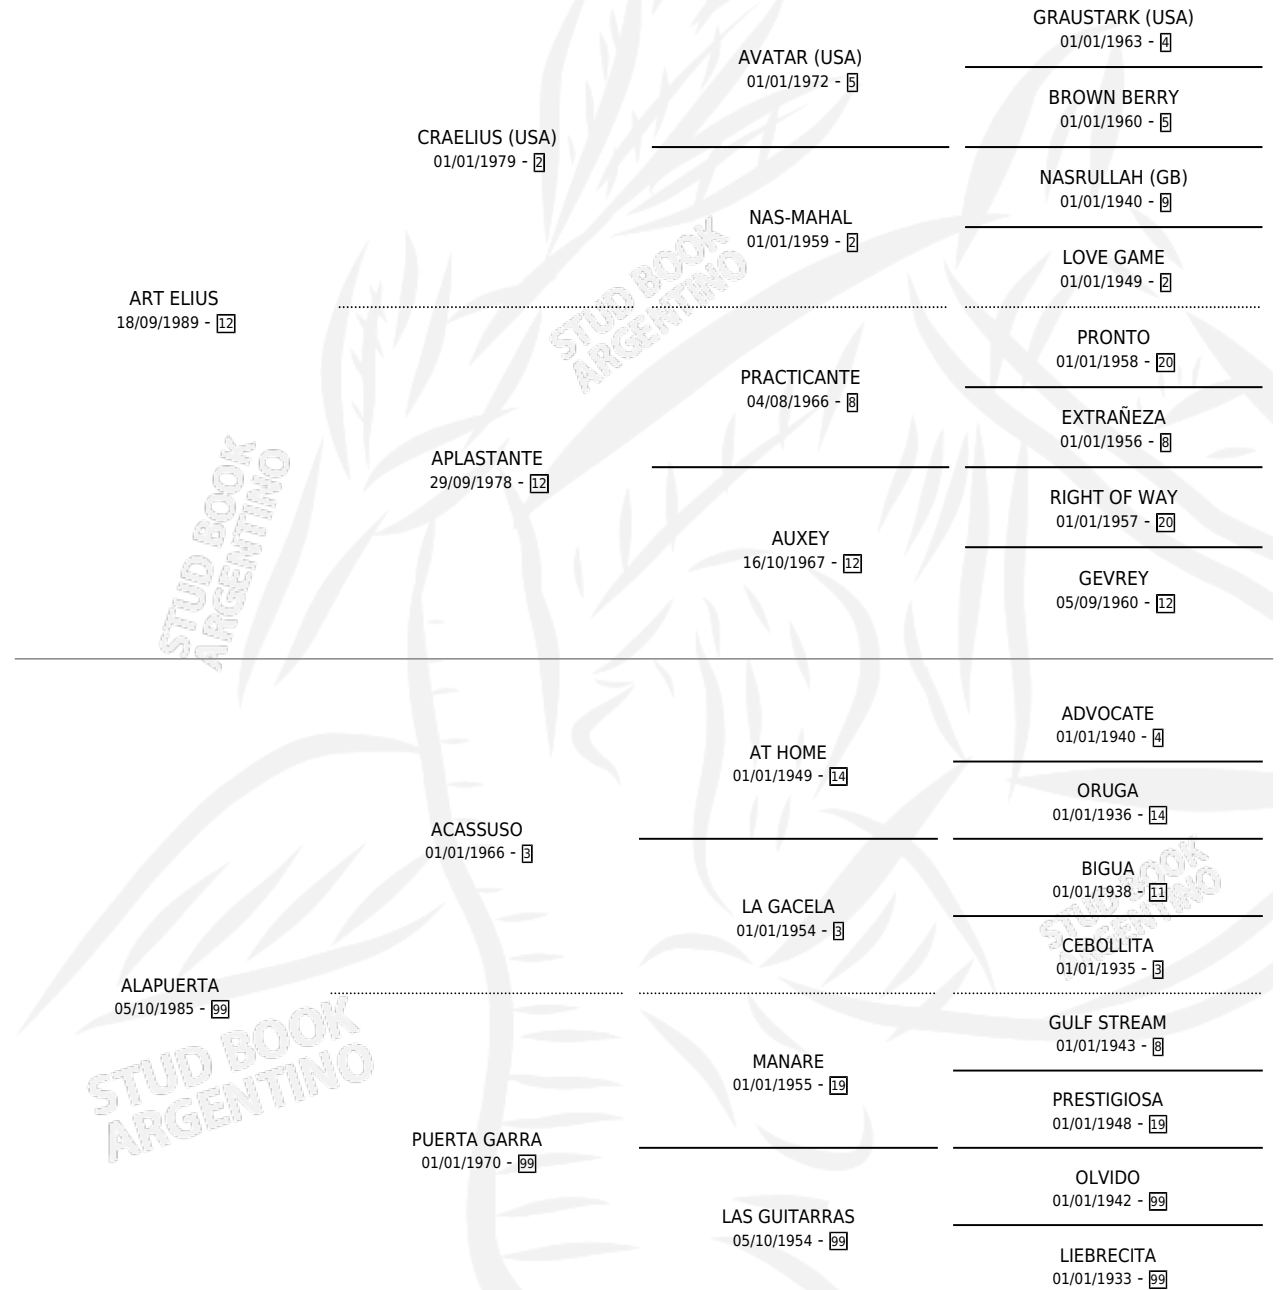 GRAUSTARK (USA)
01/01/1963 - 4
AVATAR (USA)
01/01/1972 - 5
BROWN BERRY
01/01/1960 - 5
CRAELIUS (USA)
01/01/1979 - 2
NASRULLAH (GB)
01/01/1940 - 9
NAS-MAHAL
01/01/1959 - 2
LOVE GAME
01/01/1949 - 2
ART ELIUS
18/09/1989 - 12
STUD BOOK
ARGENTINO
PRONTO
01/01/1958 - 20
PRACTICANTE
04/08/1966 - 8
EXTRAÑEZA
01/01/1956 - 8
APLASTANTE
29/09/1978 - 12
RIGHT OF WAY
01/01/1957 - 20
AUXEY
16/10/1967 - 12
GEVREY
05/09/1960 - 12
STUD BOOK
ARGENTINO
ADVOCATE
01/01/1940 - 4
AT HOME
01/01/1949 - 14
ORUGA
01/01/1936 - 14
ACASSUSO
01/01/1966 - 3
BIGUA
01/01/1938 - 11
LA GACELA
01/01/1954 - 3
CEBOLLITA
01/01/1935 - 3
STUD BOOK
ARGENTINO
ALAPUERTA
05/10/1985 - 99
GULF STREAM
01/01/1943 - 8
MANARE
01/01/1955 - 19
PRESTIGIOSA
01/01/1948 - 19
STUD BOOK
ARGENTINO
PUERTA GARRA
01/01/1970 - 99
OLVIDO
01/01/1942 - 99
LAS GUITARRAS
05/10/1954 - 99
LIEBRECITA
01/01/1933 - 99